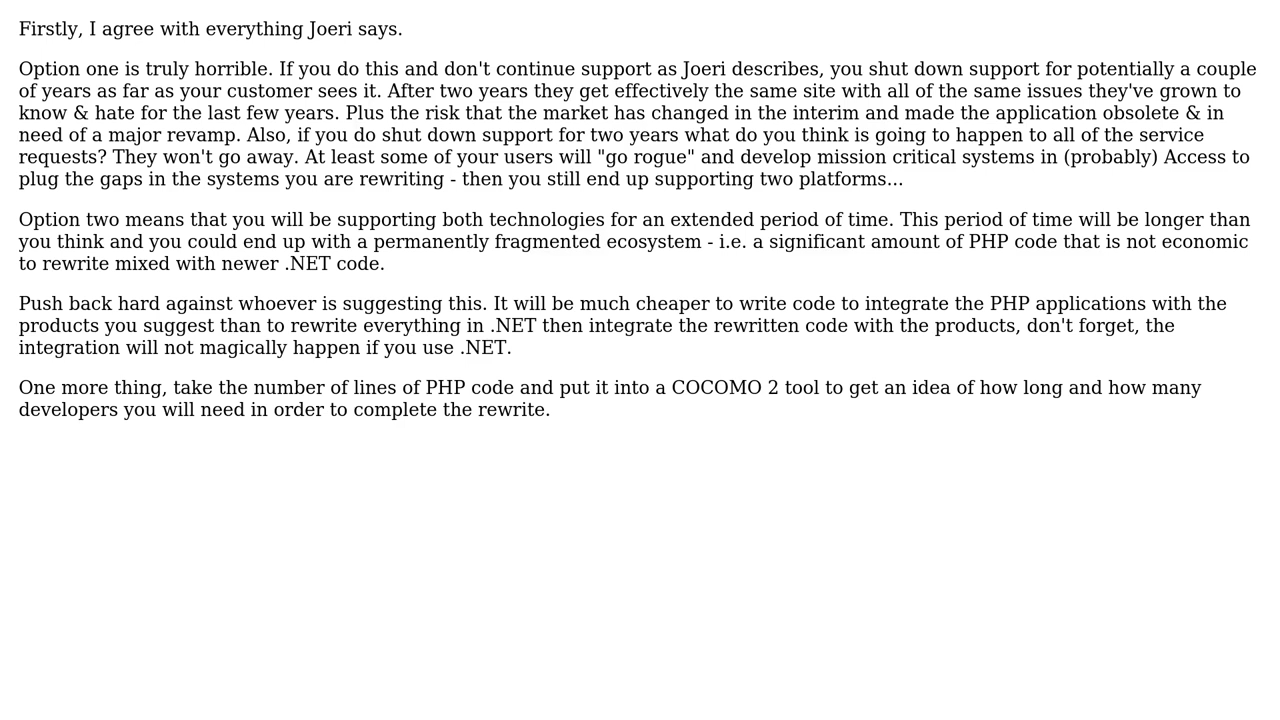 Firstly, I agree with everything Joeri says.
Option one is truly horrible. If you do this and don't continue support as Joeri describes, you shut down support for potentially a couple
of years as far as your customer sees it. After two years they get effectively the same site with all of the same issues they've grown to
know & hate for the last few years. Plus the risk that the market has changed in the interim and made the application obsolete & in
need of a major revamp. Also, if you do shut down support for two years what do you think is going to happen to all of the service
requests? They won't go away. At least some of your users will "go rogue" and develop mission critical systems in (probably) Access to
plug the gaps in the systems you are rewriting - then you still end up supporting two platforms...
Option two means that you will be supporting both technologies for an extended period of time. This period of time will be longer than
you think and you could end up with a permanently fragmented ecosystem - i.e. a significant amount of PHP code that is not economic
to rewrite mixed with newer .NET code.
Push back hard against whoever is suggesting this. It will be much cheaper to write code to integrate the PHP applications with the
products you suggest than to rewrite everything in .NET then integrate the rewritten code with the products, don't forget, the
integration will not magically happen if you use .NET.
One more thing, take the number of lines of PHP code and put it into a COCOMO 2 tool to get an idea of how long and how many
developers you will need in order to complete the rewrite.